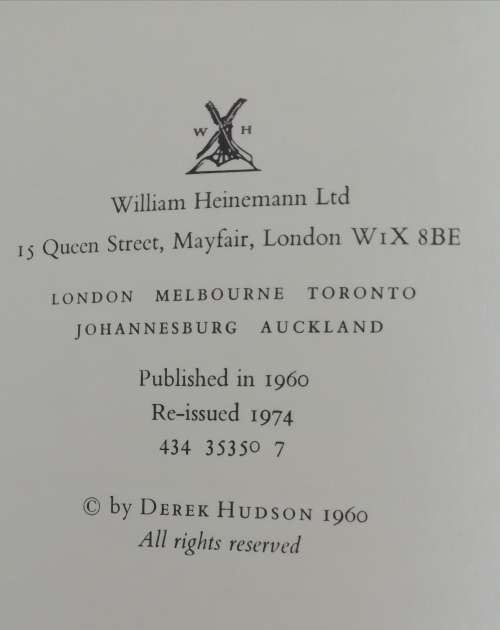 W H
William Heinemann Ltd
15 Queen Street, Mayfair, London W1X 8BE
LONDON MELBOURNE TORONTO
JOHANNESBURG AUCKLAND
Published in 1960
Re-issued 1974
434 35350 7
© by DEREK HUDSON 1960
All rights reserved